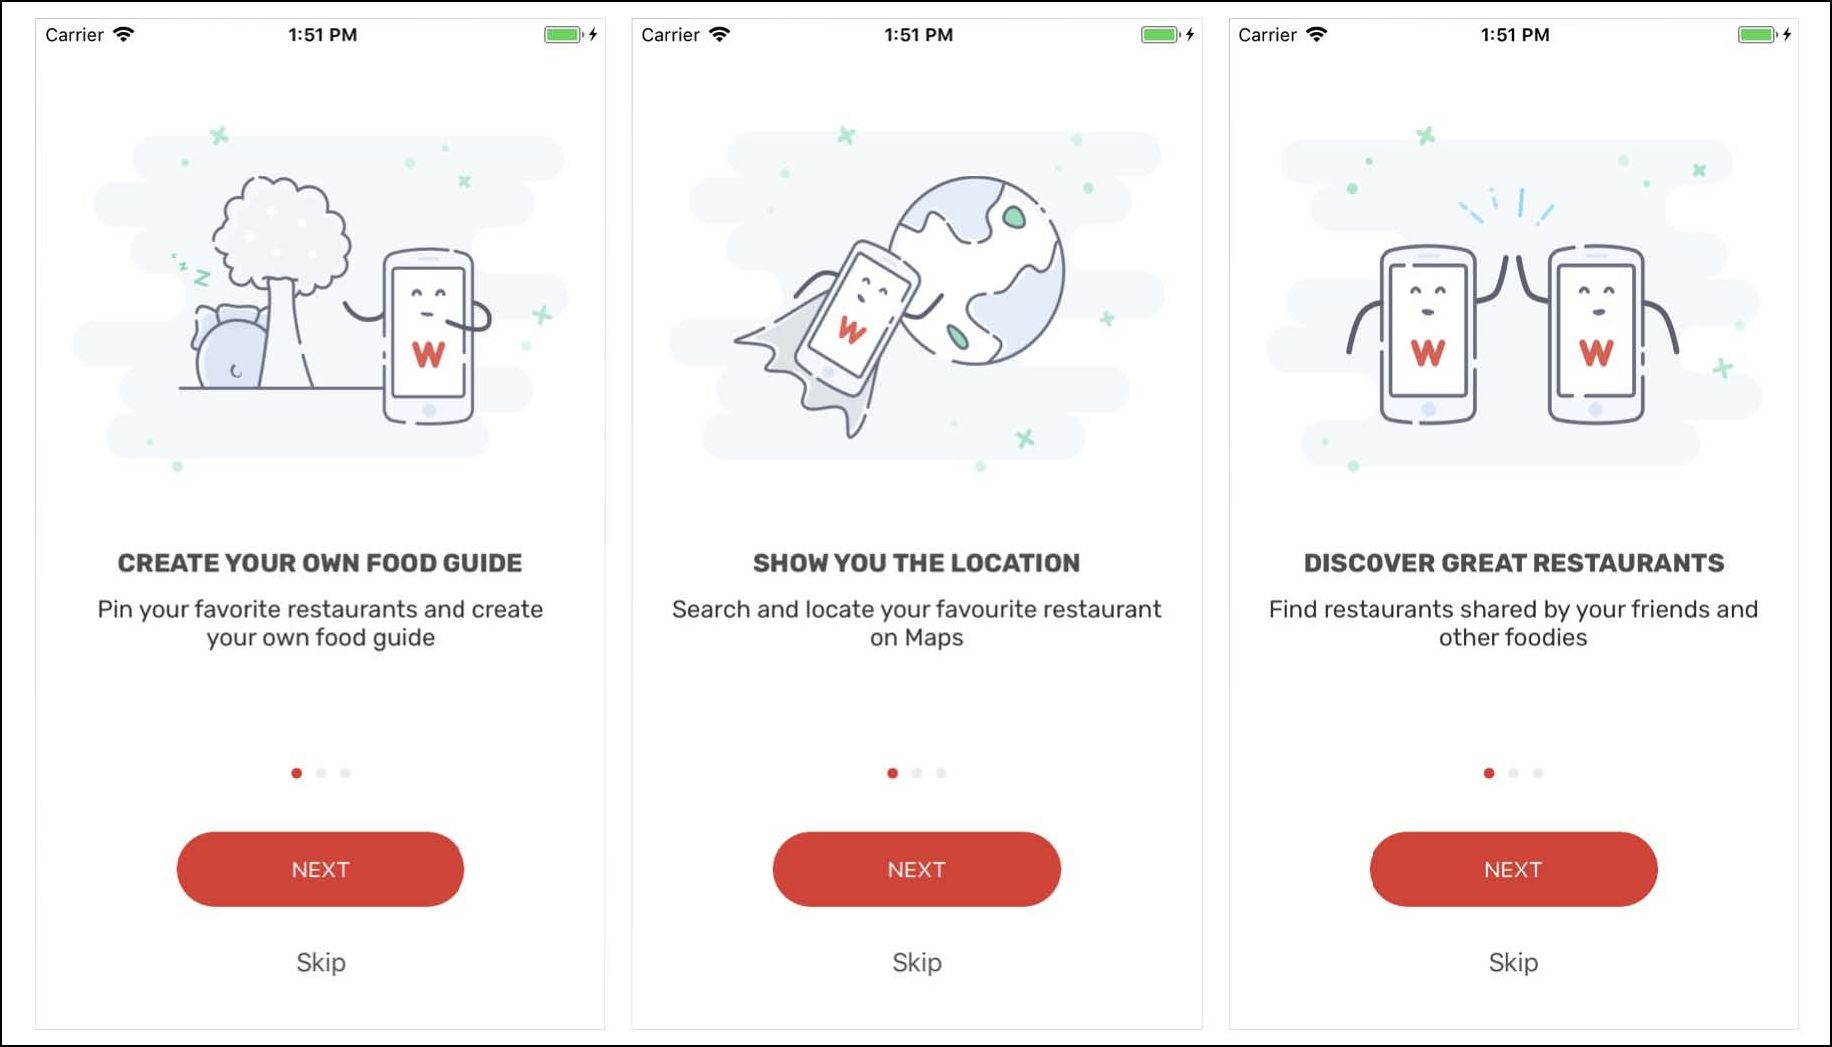 Carrier 1:51 PM
z z Z
W
CREATE YOUR OWN FOOD GUIDE
Pin your favorite restaurants and create
your own food guide
NEXT
Skip
Carrier 1:51 PM
W
SHOW YOU THE LOCATION
Search and locate your favourite restaurant
on Maps
NEXT
Skip
Carrier 1:51 PM
W W
DISCOVER GREAT RESTAURANTS
Find restaurants shared by your friends and
other foodies
NEXT
Skip